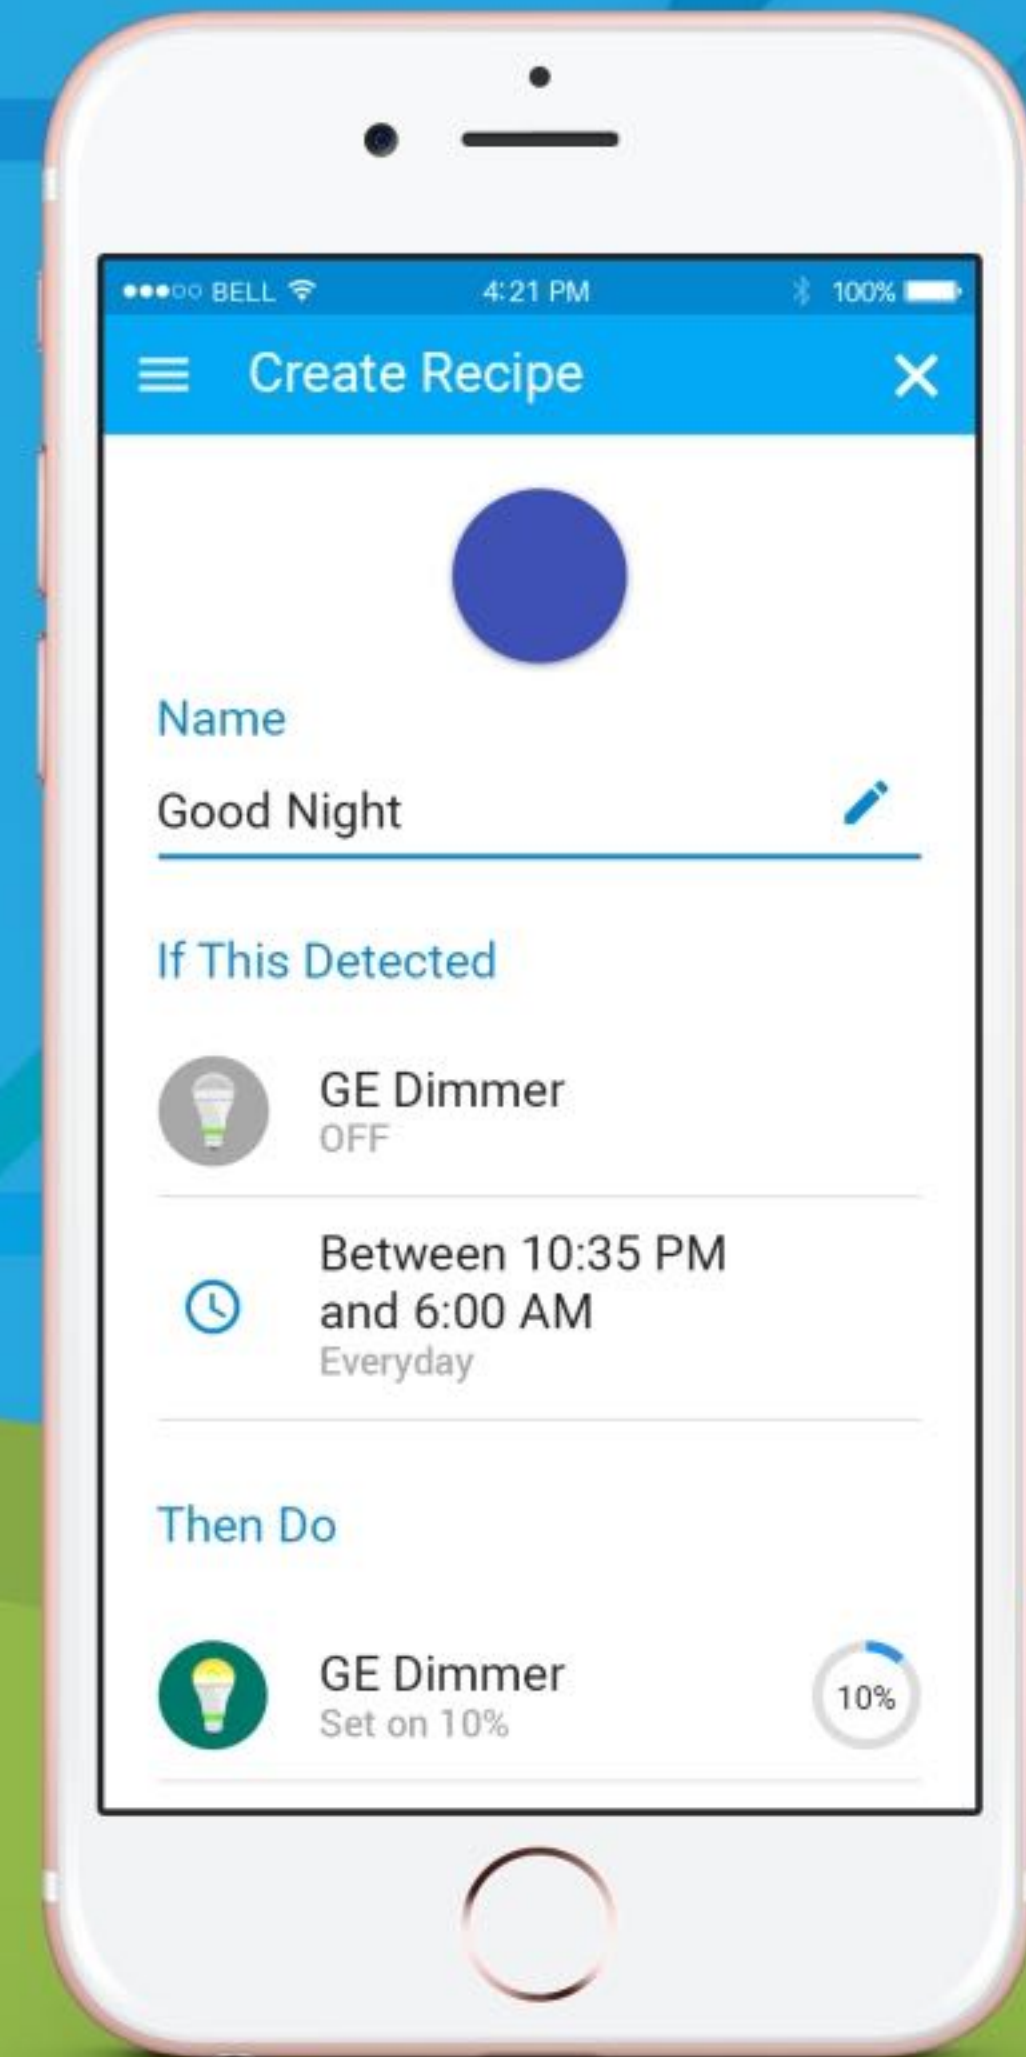 BELL 4:21 PM 100%
Create Recipe
Name
Good Night
If This Detected
GE Dimmer
OFF
Between 10:35 PM
and 6:00 AM
Everyday
Then Do
GE Dimmer
Set on 10%
10%